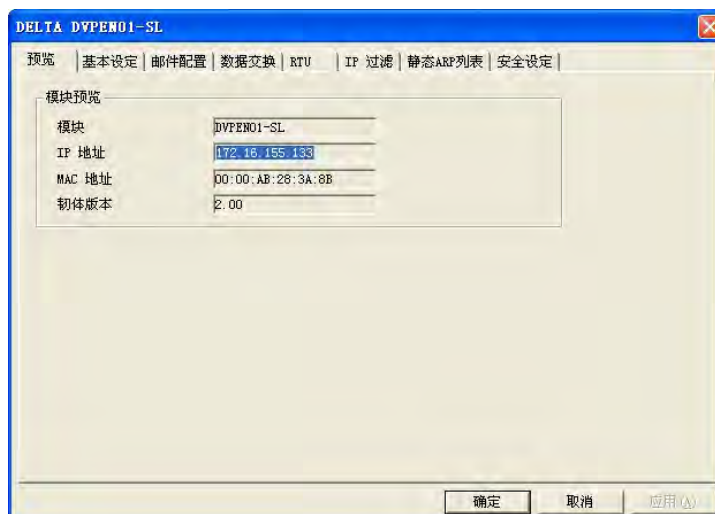 DELTA DVPEN01-SL
预览 基本设定 邮件配置 数据交换 RTU IP 过滤 静态ARP列表 安全设定
模块预览
模块 DVPEN01-SL
IP 地址 172.16.155.133
MAC 地址 00:00:AB:28:3A:8B
韧体版本 2.00
确定 取消 应用(A)